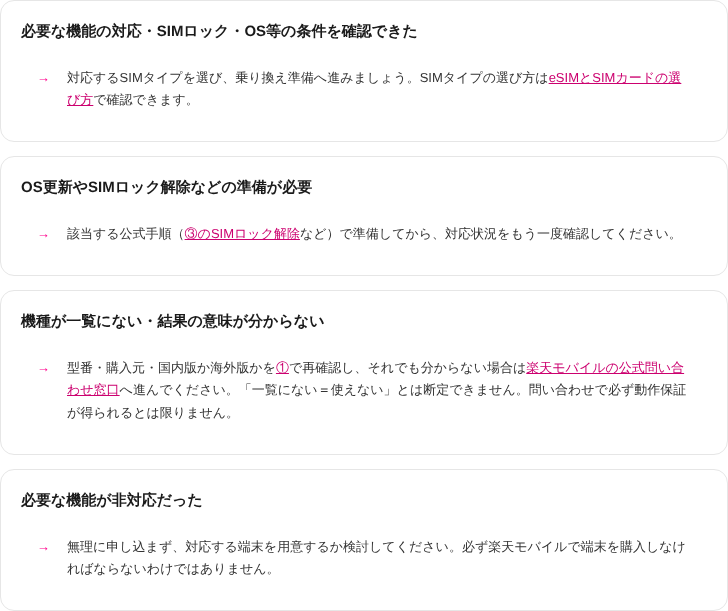 必要な機能の対応・SIMロック・OS等の条件を確認できた
→ 対応するSIMタイプを選び、乗り換え準備へ進みましょう。SIMタイプの選び方はeSIMとSIMカードの選
び方で確認できます。
OS更新やSIMロック解除などの準備が必要
→ 該当する公式手順（③のSIMロック解除など）で準備してから、対応状況をもう一度確認してください。
機種が一覧にない・結果の意味が分からない
→ 型番・購入元・国内版か海外版かを①で再確認し、それでも分からない場合は楽天モバイルの公式問い合
わせ窓口へ進んでください。「一覧にない＝使えない」とは断定できません。問い合わせで必ず動作保証
が得られるとは限りません。
必要な機能が非対応だった
→ 無理に申し込まず、対応する端末を用意するか検討してください。必ず楽天モバイルで端末を購入しなけ
ればならないわけではありません。